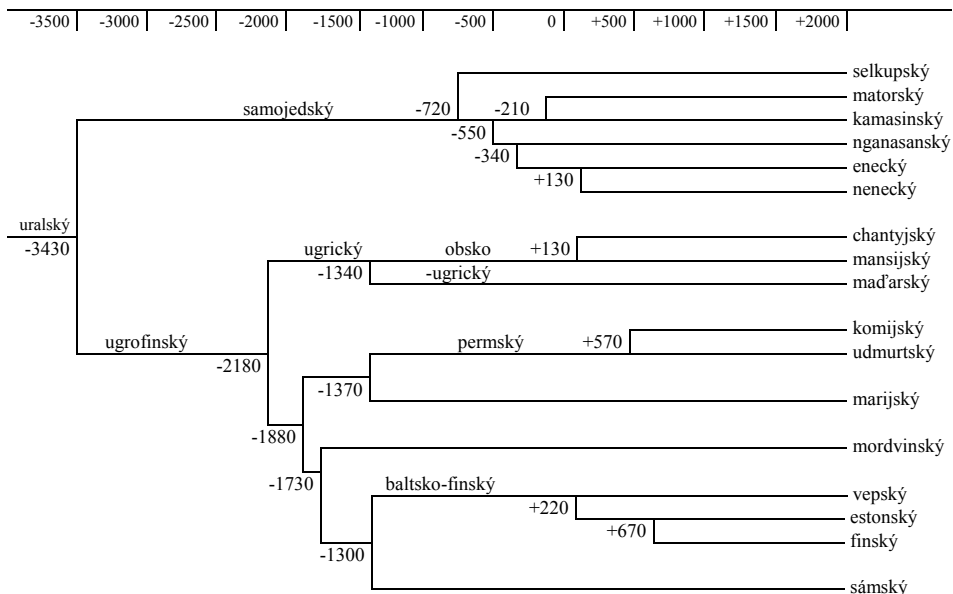 -3500 -3000 -2500 -2000 -1500 -1000 -500 0 +500 +1000 +1500 +2000
selkupský
matorský
samojedský -720 -210
kamasinský
-550
nganasanský
-340
enecký
+130
nenecký
uralský
-3430
chantyjský
ugrický obsko +130
mansijský
-1340 -ugrický
maďarský
komijský
ugrofinský permský +570
udmurtský
-2180
-1370
marijský
-1880
mordvinský
-1730 baltsko-finský
vepský
+220
estonský
+670
finský
-1300
sámský